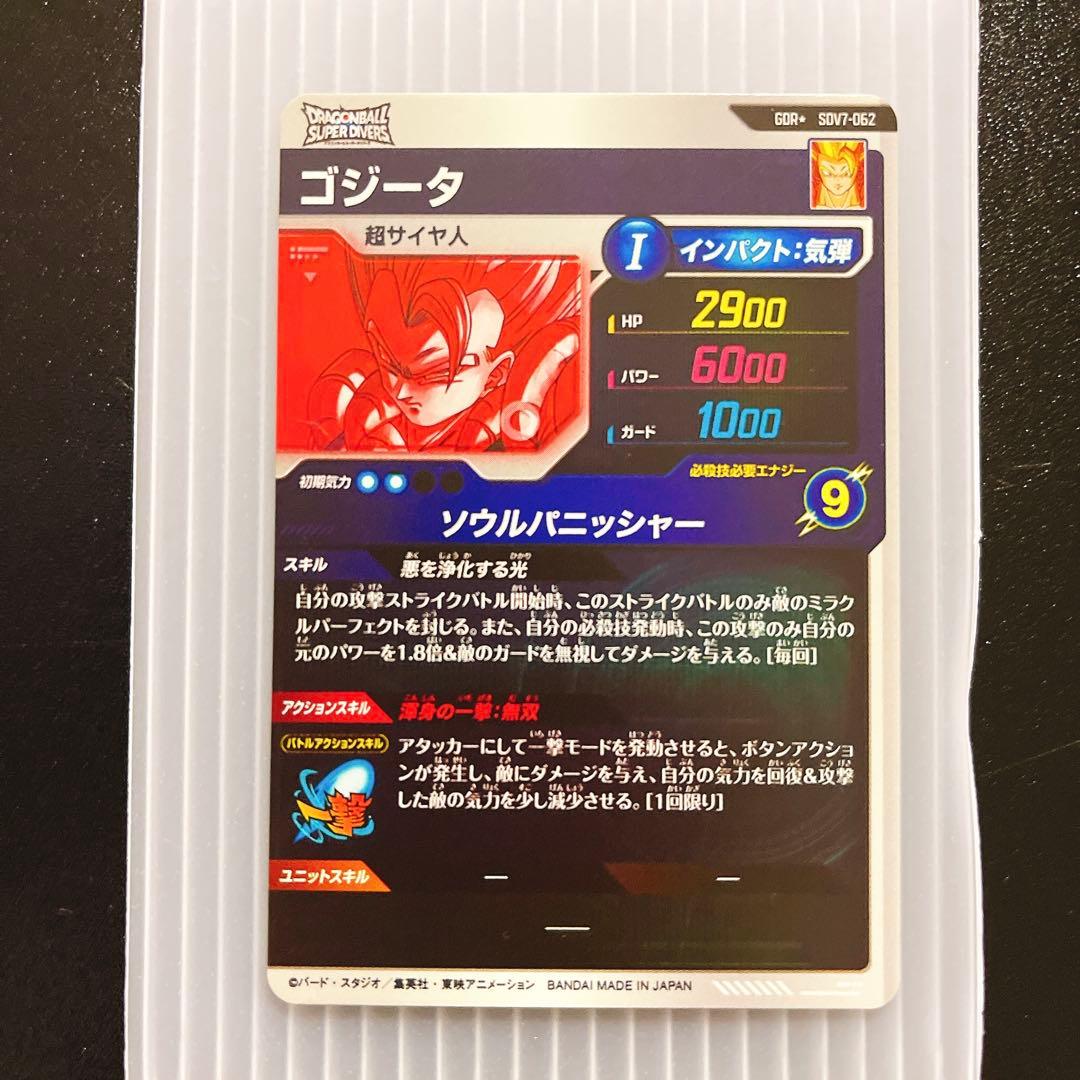 DRAGONBALL
SUPER DIVERS
GDR★ SDV7-062
ゴジータ
超サイヤ人
I インパクト:気弾
HP 2900
パワー 6000
ガード 1000
初期気力
必殺技必要エナジー
9
ソウルパニッシャー
スキル 悪を浄化する光
自分の攻撃ストライクバトル開始時、このストライクバトルのみ敵のミラク
ルパーフェクトを封じる。また、自分の必殺技発動時、この攻撃のみ自分の
元のパワーを1.8倍&敵のガードを無視してダメージを与える。[毎回]
アクションスキル 渾身の一撃:無双
バトルアクションスキル
アタッカーにして一撃モードを発動させると、ボタンアクショ
ンが発生し、敵にダメージを与え、自分の気力を回復&攻撃
した敵の気力を少し減少させる。[1回限り]
一撃
ユニットスキル — —
—
©バード・スタジオ/集英社・東映アニメーション BANDAI MADE IN JAPAN